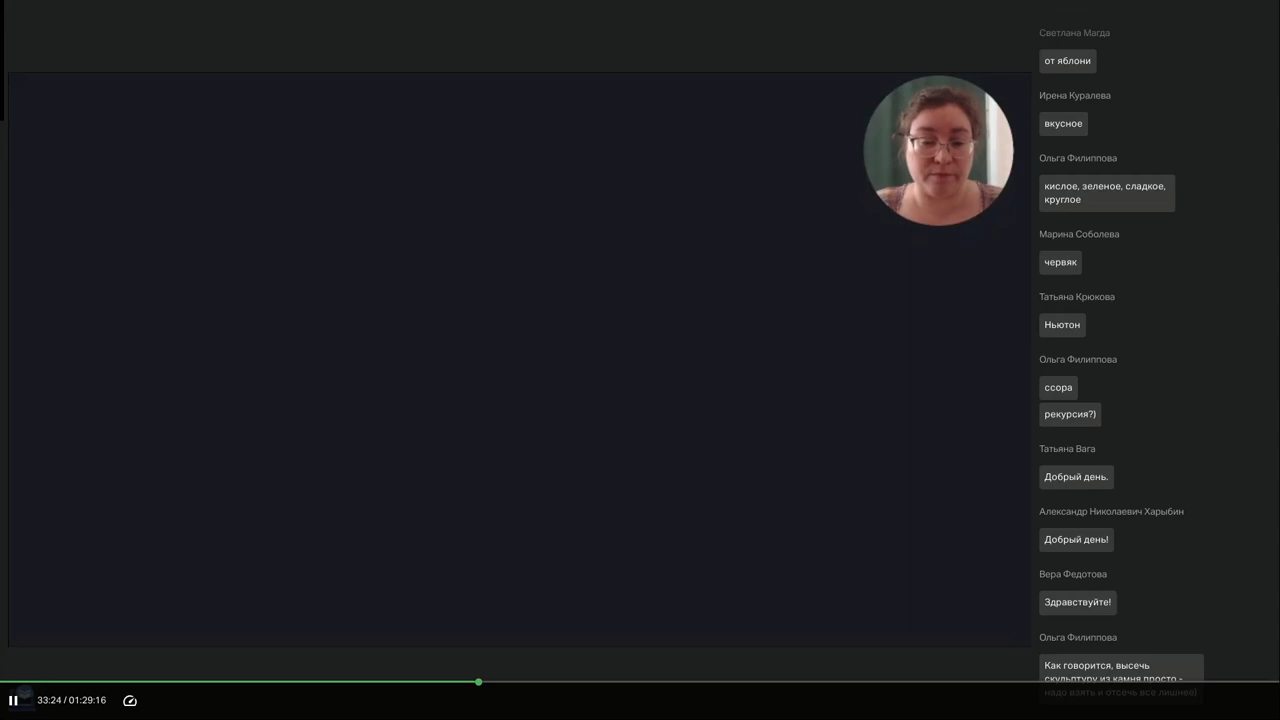 Светлана Магда
от яблони
Ирена Куралева
вкусное
Ольга Филиппова
кислое, зеленое, сладкое,
круглое
Марина Соболева
червяк
Татьяна Крюкова
Ньютон
Ольга Филиппова
ссора
рекурсия?)
Татьяна Вага
Добрый день.
Александр Николаевич Харыбин
Добрый день!
Вера Федотова
Здравствуйте!
Ольга Филиппова
Как говорится, высечь
скульптуру из камня просто -
надо взять и отсечь все лишнее)
33:24 / 01:29:16